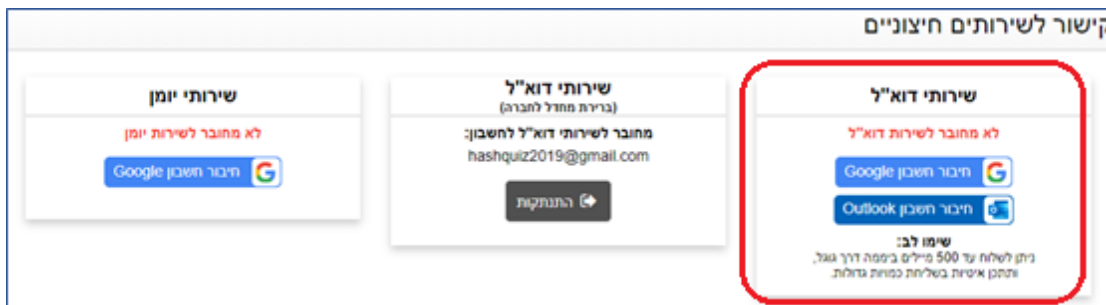 קישור לשירותים חיצוניים
שירותי דוא"ל
לא מחובר לשירות דוא"ל
חיבור חשבון Google
חיבור חשבון Outlook
שימו לב:
ניתן לשלוח עד 500 מיילים ביממה דרך גוגל,
ותתכן איטיות בשליחת כמויות גדולות.
שירותי דוא"ל
(ברירת מחדל לחברה)
מחובר לשירותי דוא"ל לחשבון:
hashquiz2019@gmail.com
התנתקות
שירותי יומן
לא מחובר לשירות יומן
חיבור חשבון Google